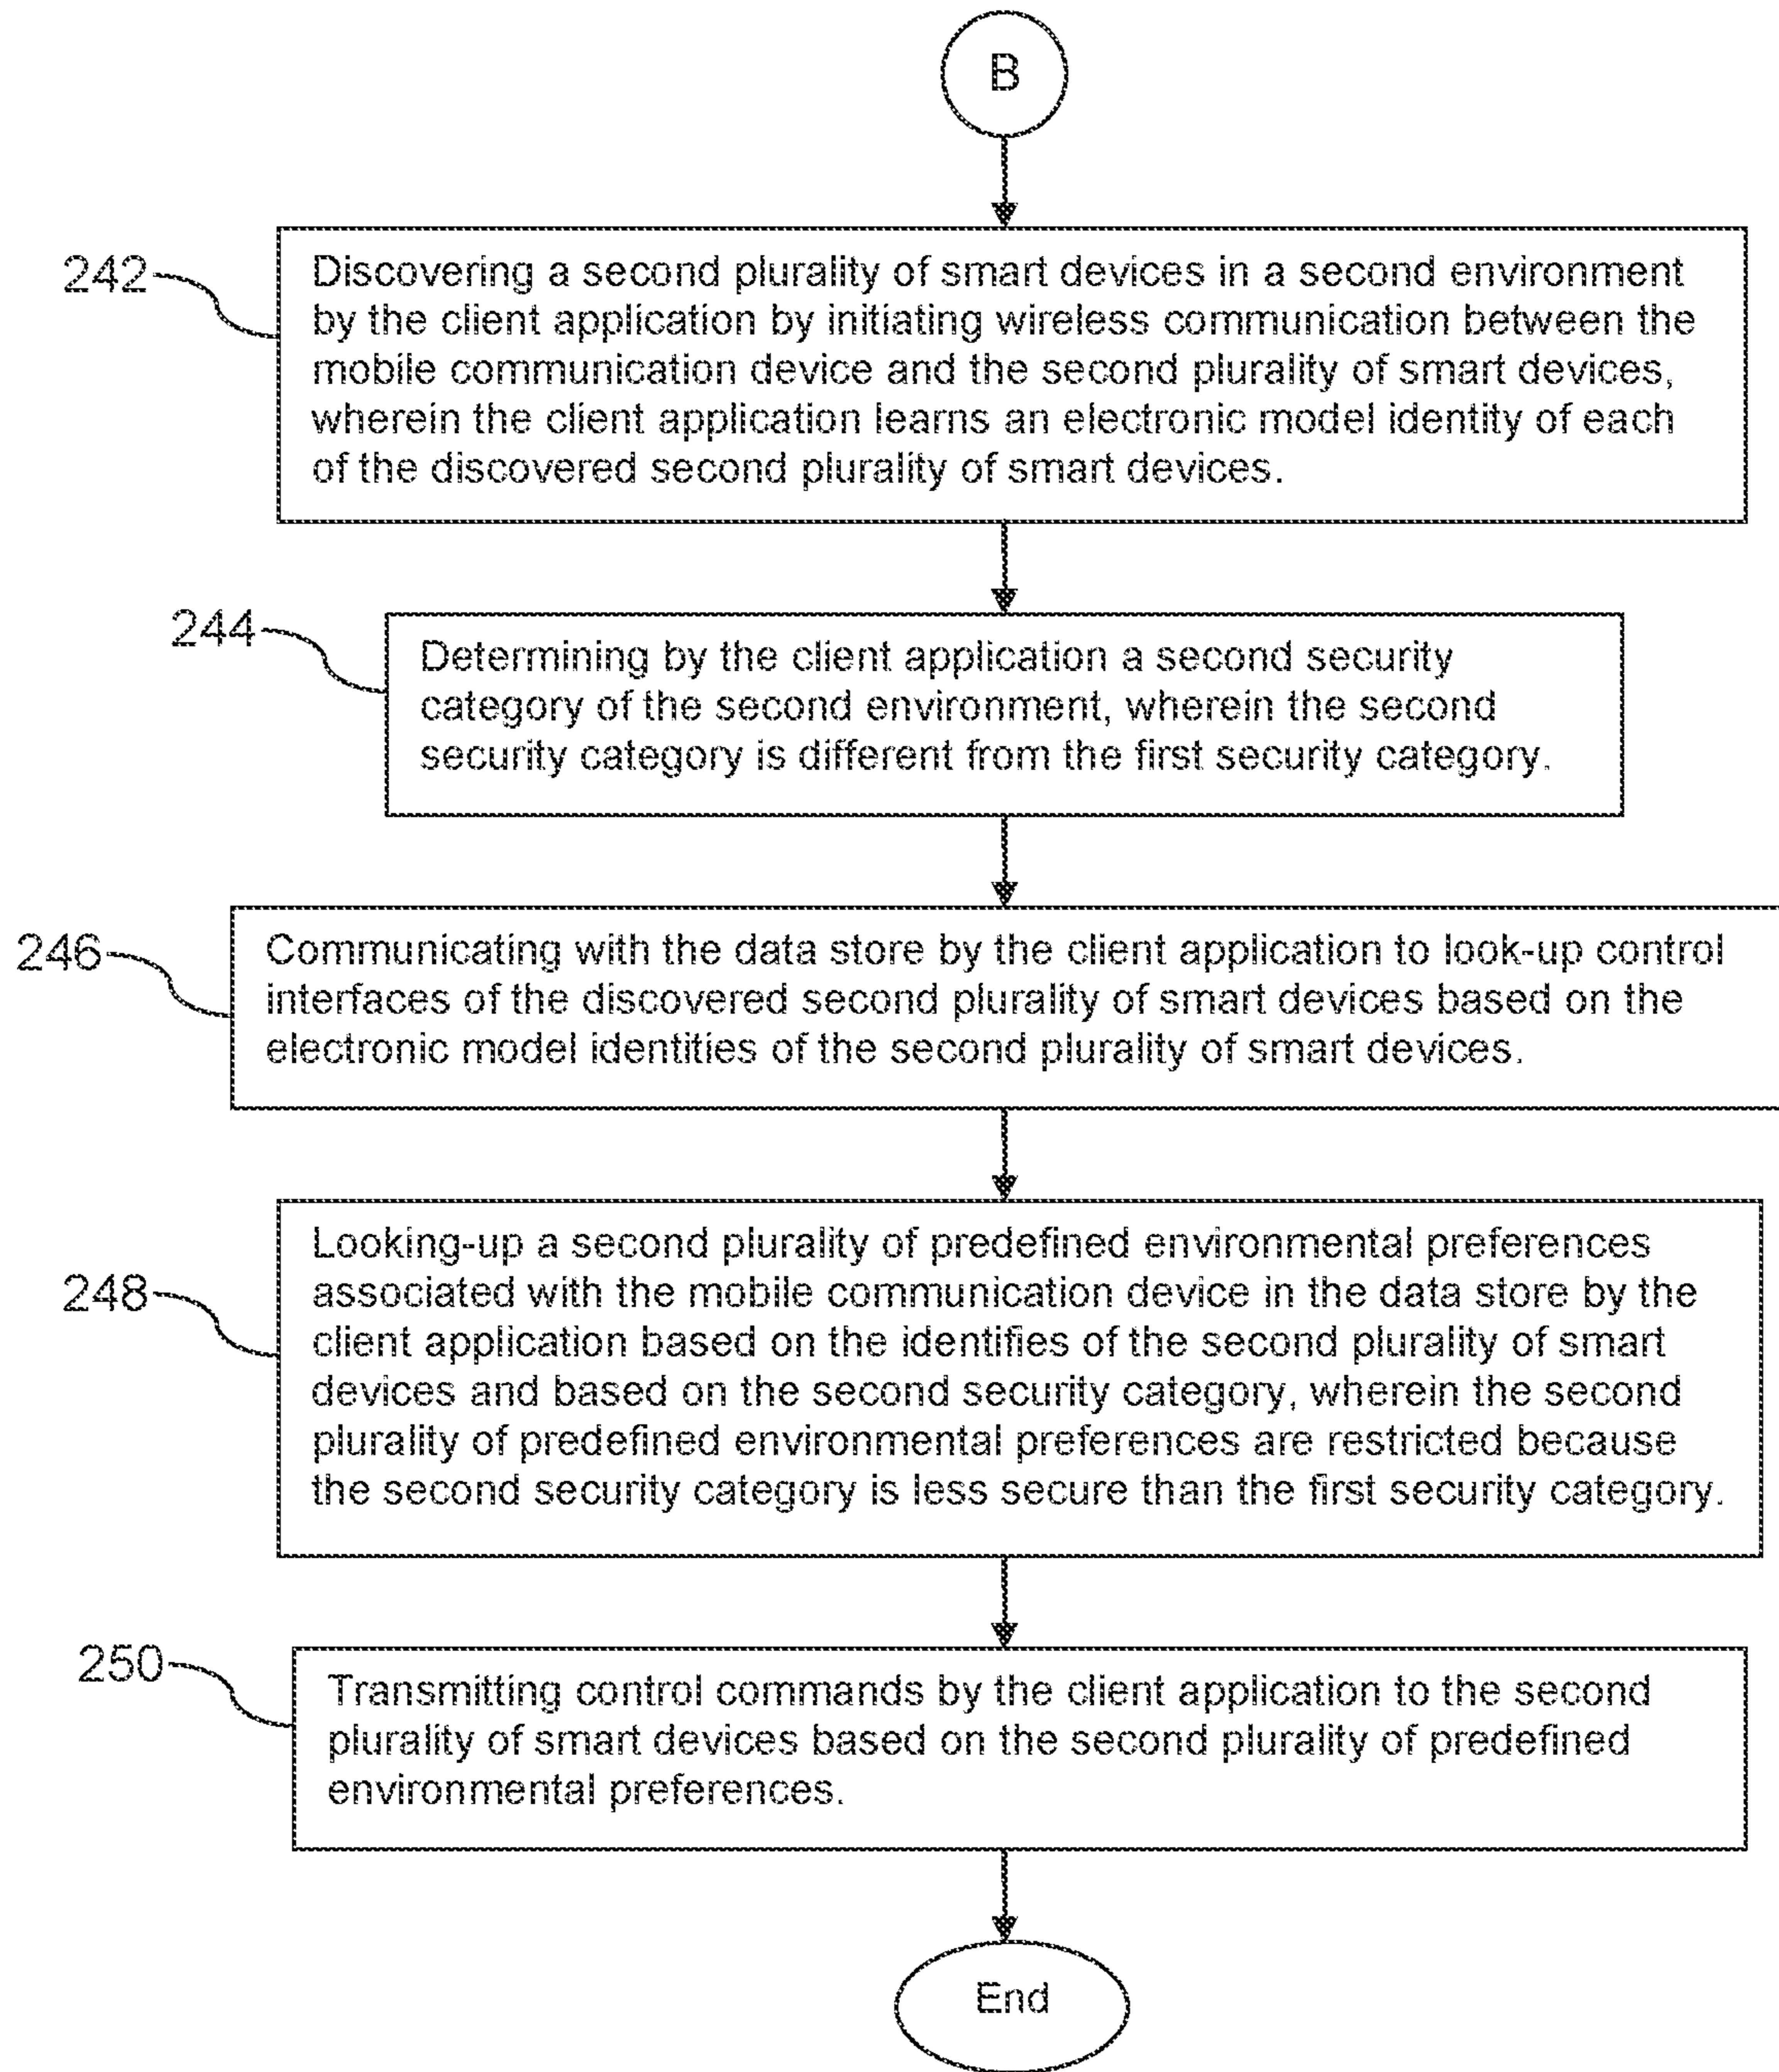 B
242
Discovering a second plurality of smart devices in a second environment
by the client application by initiating wireless communication between the
mobile communication device and the second plurality of smart devices,
wherein the client application learns an electronic model identity of each
of the discovered second plurality of smart devices.
244
Determining by the client application a second security
category of the second environment, wherein the second
security category is different from the first security category.
246
Communicating with the data store by the client application to look-up control
interfaces of the discovered second plurality of smart devices based on the
electronic model identities of the second plurality of smart devices.
248
Looking-up a second plurality of predefined environmental preferences
associated with the mobile communication device in the data store by the
client application based on the identifies of the second plurality of smart
devices and based on the second security category, wherein the second
plurality of predefined environmental preferences are restricted because
the second security category is less secure than the first security category.
250
Transmitting control commands by the client application to the second
plurality of smart devices based on the second plurality of predefined
environmental preferences.
End